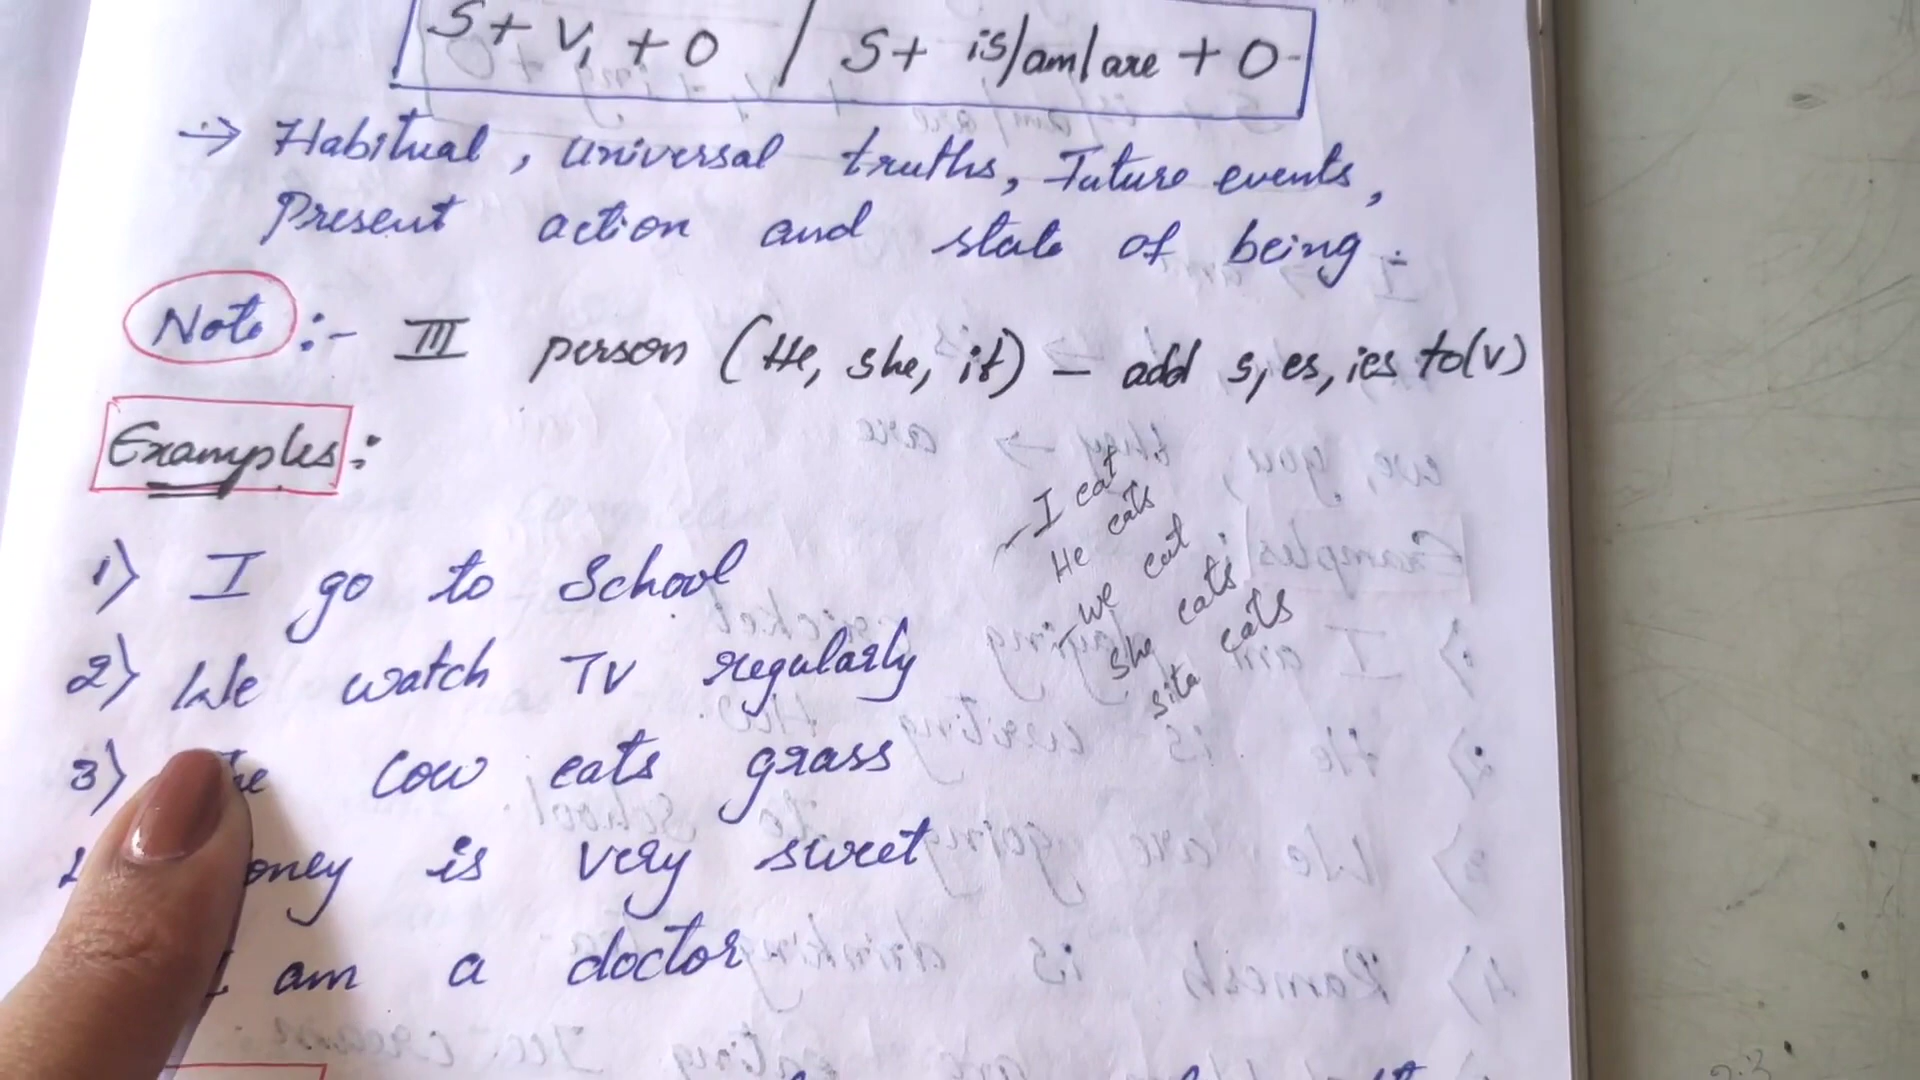 S + V₁ + O / S + is/am/are + O
→ Habitual, universal truths, Future events,
Present action and state of being.
Note :- III person (He, she, it) – add s, es, ies to (v)
Examples :
– I eat
He eats
– we eat
she eats
sita eats
1) I go to School
2) We watch TV regularly
3) cow eats grass
is very sweet
I am a doctor